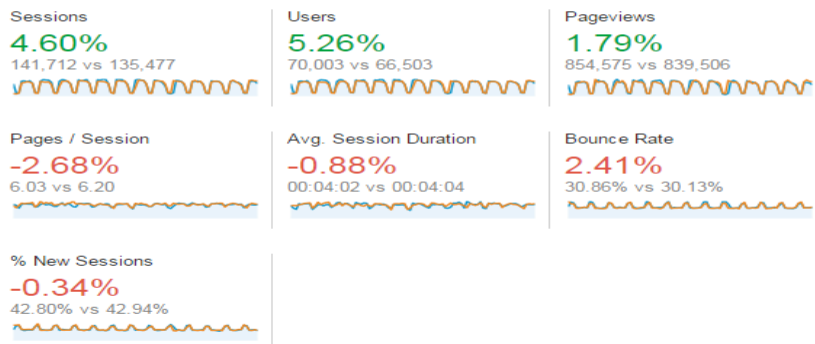 Sessions
4.60%
141,712 vs 135,477
Users
5.26%
70,003 vs 66,503
Pageviews
1.79%
854,575 vs 839,506
Pages / Session
-2.68%
6.03 vs 6.20
Avg. Session Duration
-0.88%
00:04:02 vs 00:04:04
Bounce Rate
2.41%
30.86% vs 30.13%
% New Sessions
-0.34%
42.80% vs 42.94%